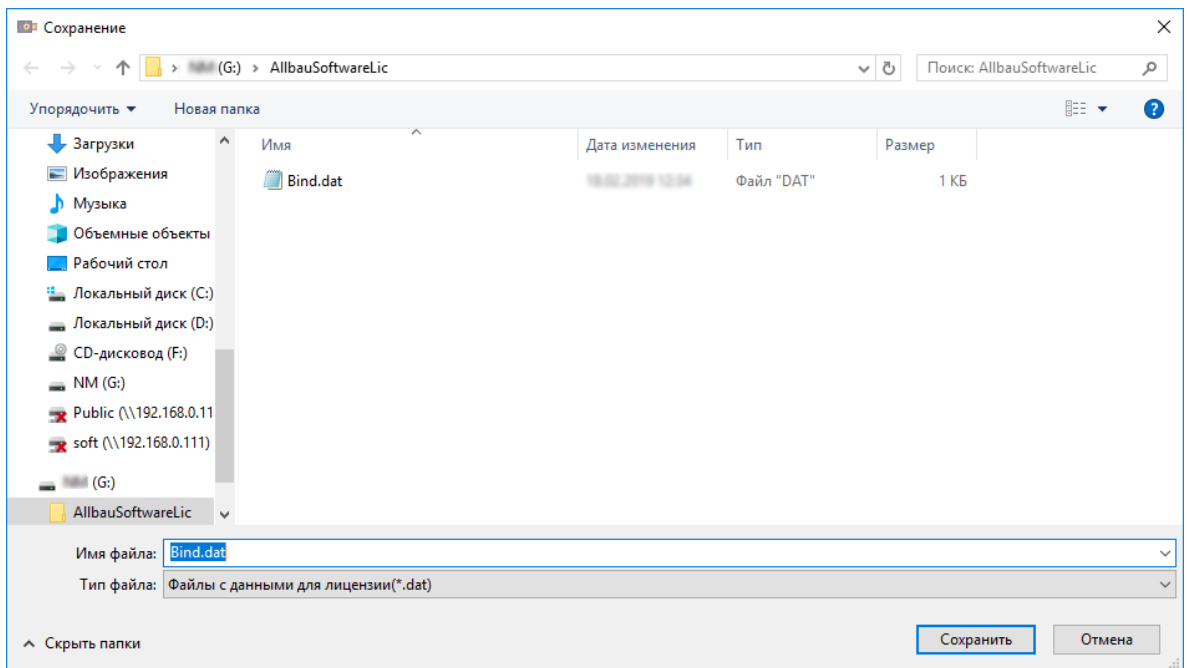 Сохранение
(G:) › AllbauSoftwareLic
Поиск: AllbauSoftwareLic
Упорядочить
Новая папка
Загрузки
Изображения
Музыка
Объемные объекты
Рабочий стол
Локальный диск (C:)
Локальный диск (D:)
CD-дисковод (F:)
NM (G:)
Public (\\192.168.0.11
soft (\\192.168.0.111)
(G:)
AllbauSoftwareLic
Имя Дата изменения Тип Размер
Bind.dat Файл "DAT" 1 КБ
Имя файла: Bind.dat
Тип файла: Файлы с данными для лицензии(*.dat)
Скрыть папки
Сохранить
Отмена